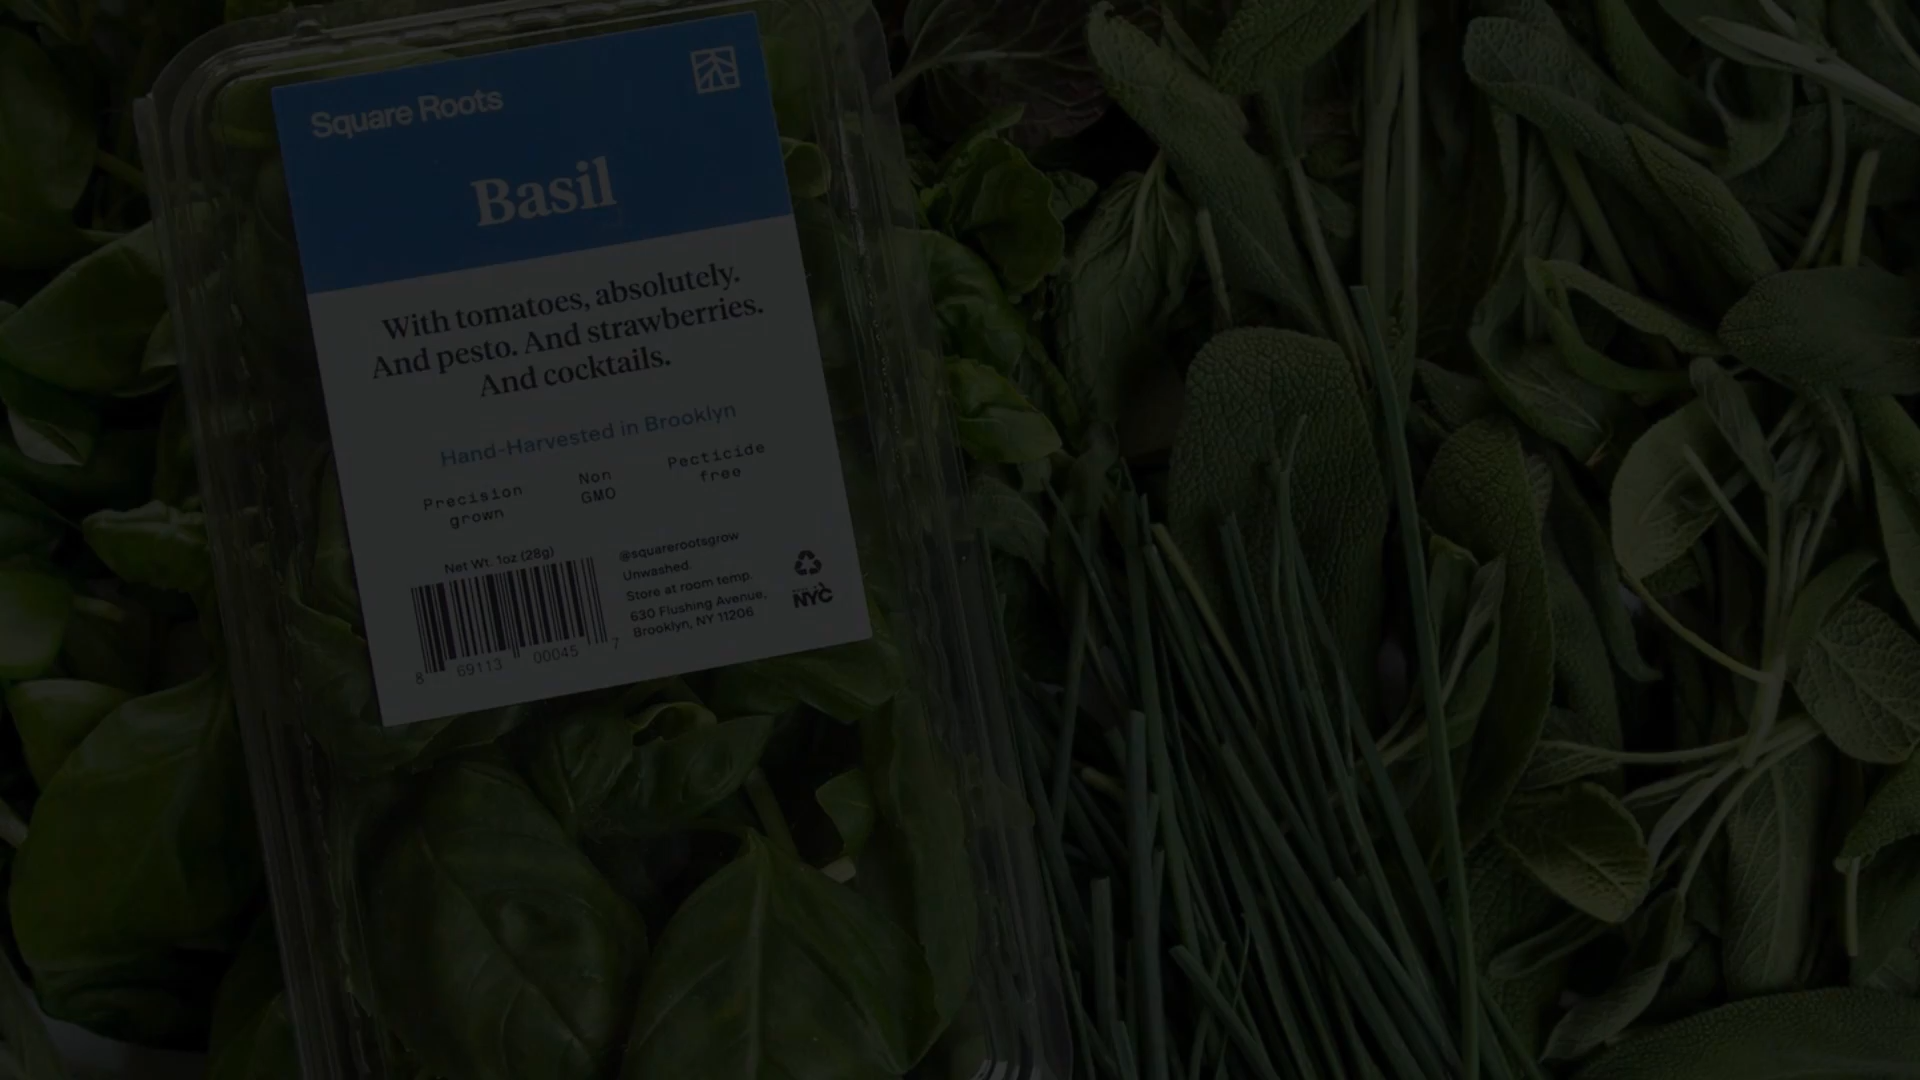 Square Roots
Basil
With tomatoes, absolutely.
And pesto. And strawberries.
And cocktails.
Hand-Harvested in Brooklyn
Precision
grown
Non
GMO
Pecticide
free
Net Wt. 1oz (28g)
8 69113 00045 7
@squarerootsgrow
Unwashed.
Store at room temp.
630 Flushing Avenue,
Brooklyn, NY 11206
NYC